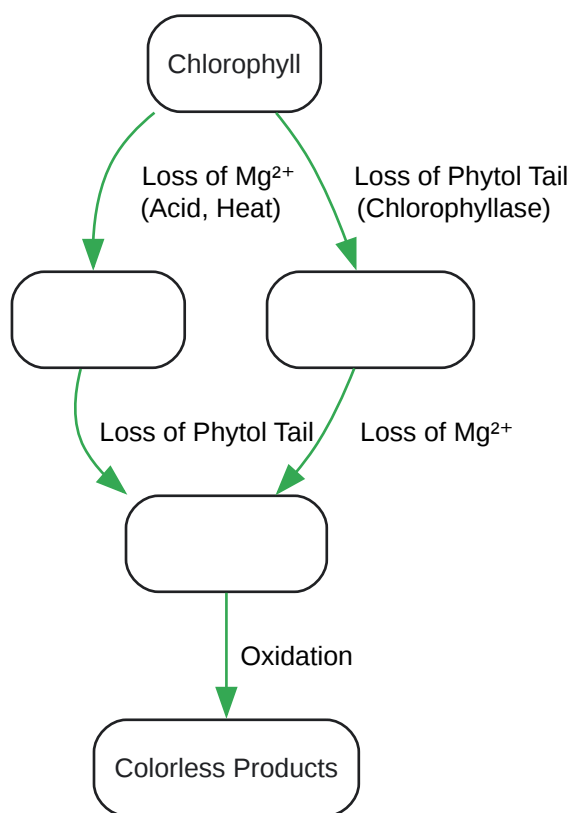 Chlorophyll
Loss of Mg²⁺
(Acid, Heat)
Loss of Phytol Tail
(Chlorophyllase)
Loss of Phytol Tail
Loss of Mg²⁺
Oxidation
Colorless Products